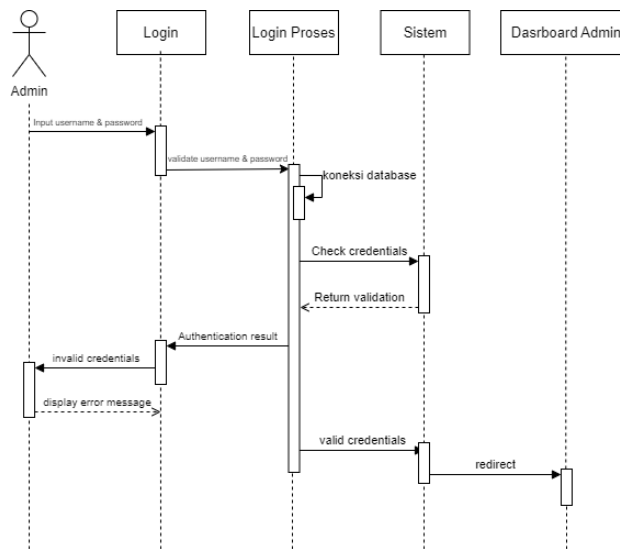 Login
Login Proses
Sistem
Dasrboard Admin
Admin
Input username & password
validate username & password
koneksi database
Check credentials
Return validation
Authentication result
invalid credentials
display error message
valid credentials
redirect